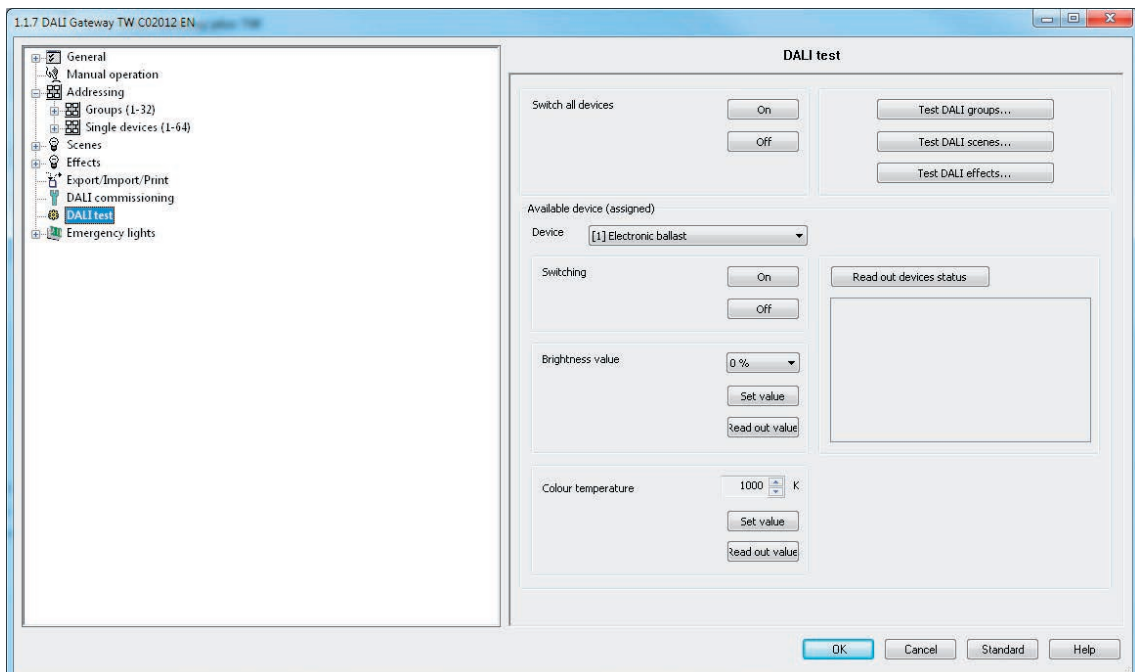 1.1.7 DALI Gateway TW C02012 EN
General
Manual operation
Addressing
Groups (1-32)
Single devices (1-64)
Scenes
Effects
Export/Import/Print
DALI commissioning
DALI test
Emergency lights
DALI test
Switch all devices
On
Off
Test DALI groups...
Test DALI scenes...
Test DALI effects...
Available device (assigned)
Device [1] Electronic ballast
Switching
On
Off
Read out devices status
Brightness value
0 %
Set value
Read out value
Colour temperature
1000 K
Set value
Read out value
OK Cancel Standard Help